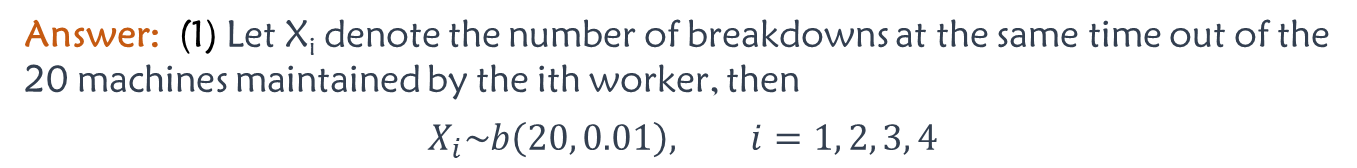 Answer: (1) Let Xᵢ denote the number of breakdowns at the same time out of the
20 machines maintained by the ith worker, then
𝑋ᵢ~𝑏(20,0.01), 𝑖 = 1,2,3,4